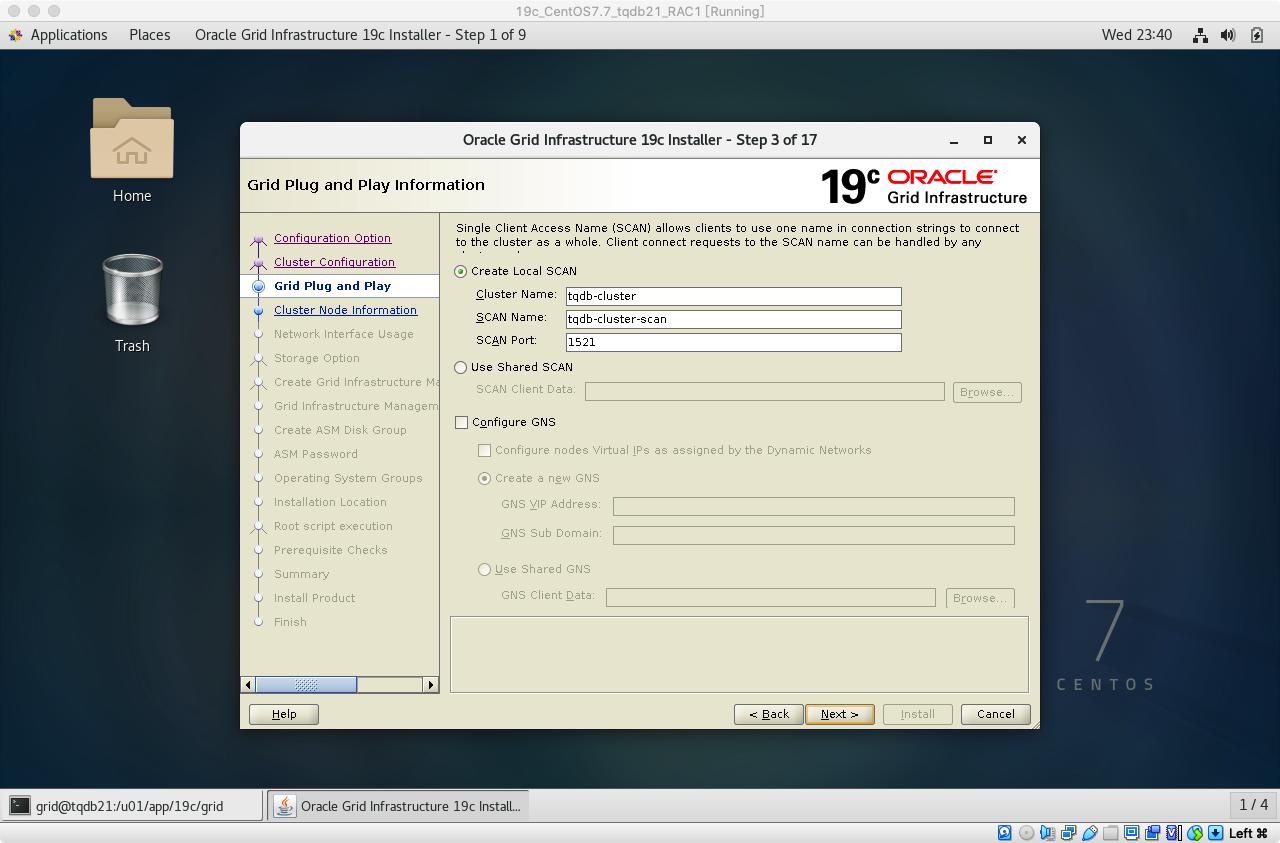 19c_CentOS7.7_tqdb21_RAC1 [Running]
Applications Places Oracle Grid Infrastructure 19c Installer - Step 1 of 9 Wed 23:40
Home
Trash
Oracle Grid Infrastructure 19c Installer - Step 3 of 17
Grid Plug and Play Information
19c ORACLE
Grid Infrastructure
Configuration Option
Cluster Configuration
Grid Plug and Play
Cluster Node Information
Network Interface Usage
Storage Option
Create Grid Infrastructure Ma
Grid Infrastructure Managem
Create ASM Disk Group
ASM Password
Operating System Groups
Installation Location
Root script execution
Prerequisite Checks
Summary
Install Product
Finish
Single Client Access Name (SCAN) allows clients to use one name in connection strings to connect
to the cluster as a whole. Client connect requests to the SCAN name can be handled by any
Create Local SCAN
Cluster Name: tqdb-cluster
SCAN Name: tqdb-cluster-scan
SCAN Port: 1521
Use Shared SCAN
SCAN Client Data: Browse...
Configure GNS
Configure nodes Virtual IPs as assigned by the Dynamic Networks
Create a new GNS
GNS VIP Address:
GNS Sub Domain:
Use Shared GNS
GNS Client Data: Browse...
Help < Back Next > Install Cancel
7
CENTOS
grid@tqdb21:/u01/app/19c/grid Oracle Grid Infrastructure 19c Install... 1 / 4
Left ⌘